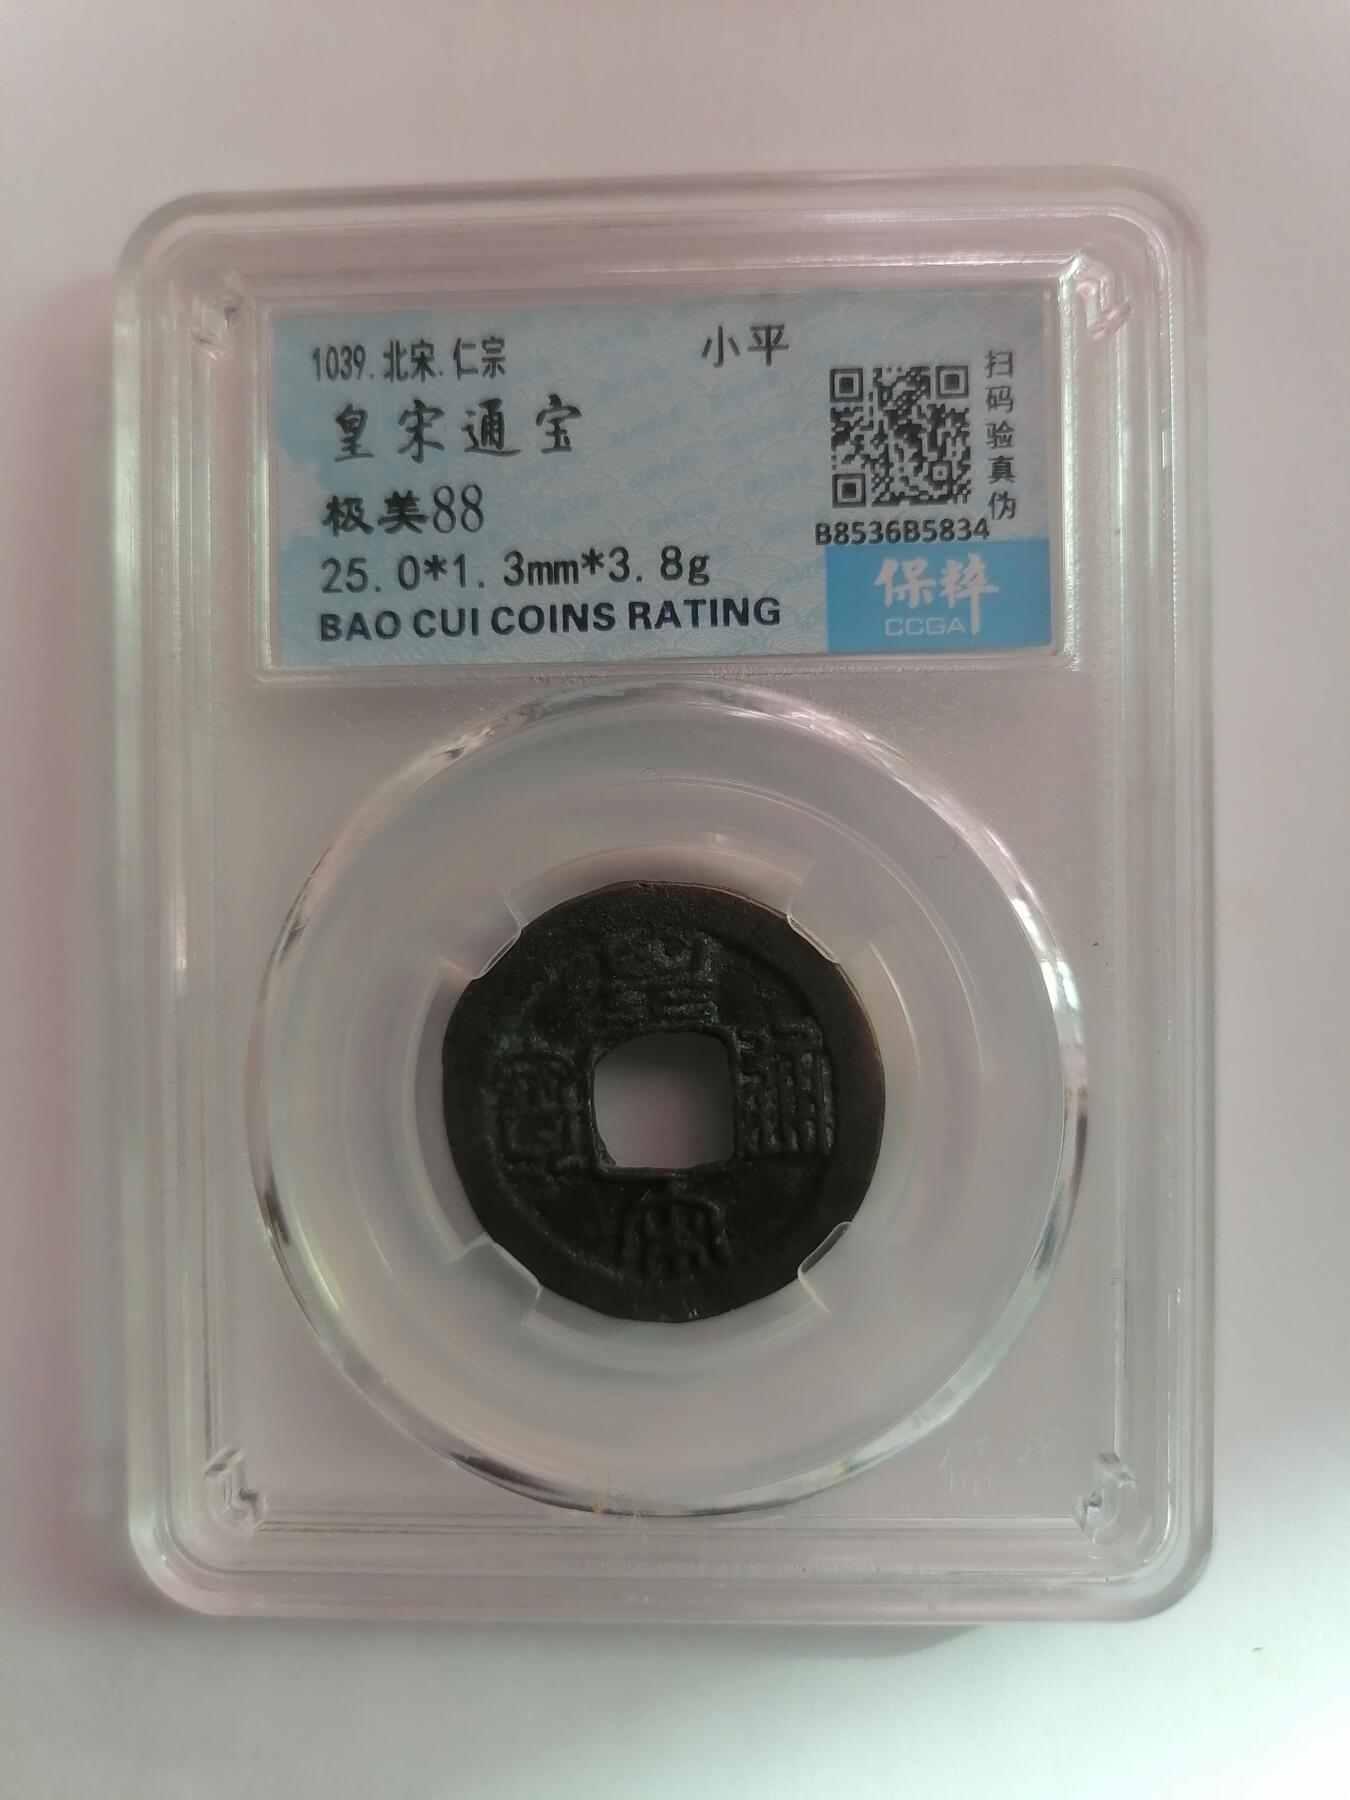 1039.北宋.仁宗
小平
皇宋通宝
极美88
25.0*1.3mm*3.8g
BAO CUI COINS RATING
扫码验真伪
B8536B5834
保粹
CCGA
皇
通
寶
宋